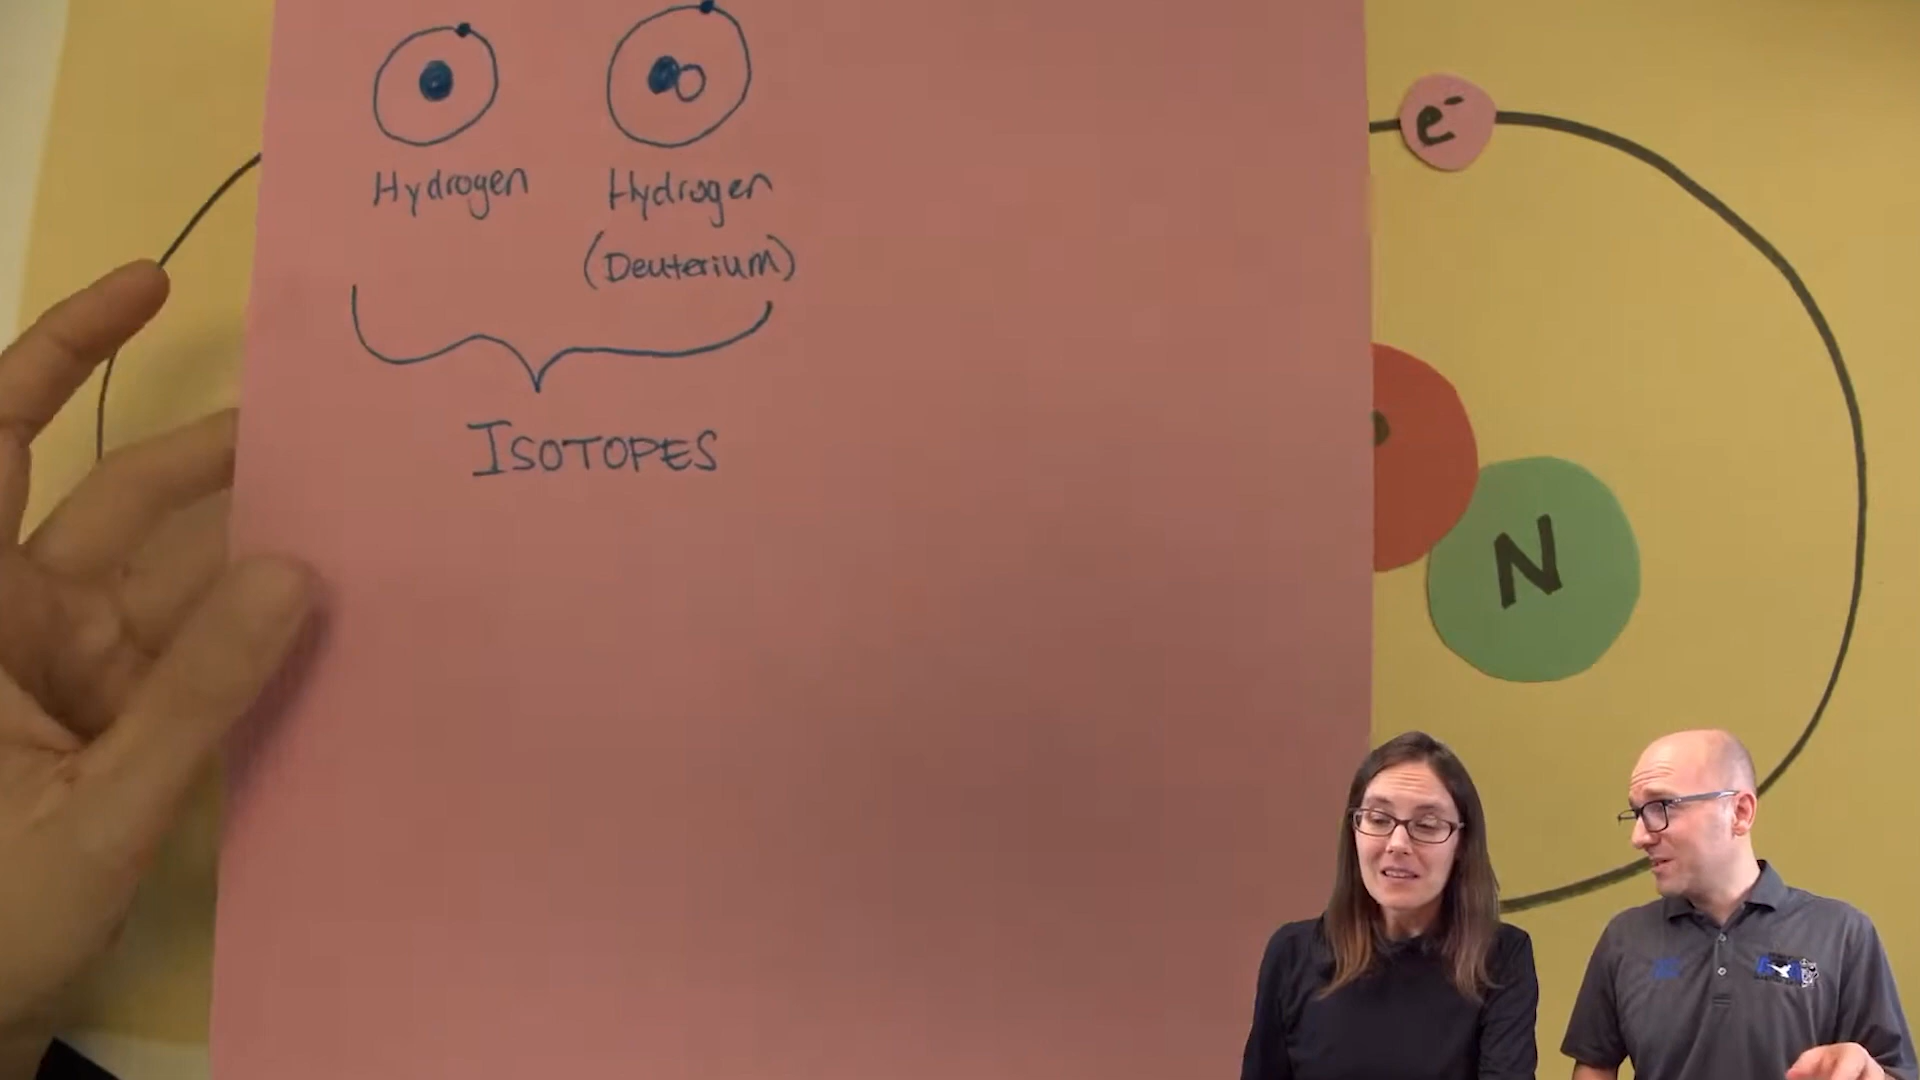 e⁻
Hydrogen
Hydrogen
(Deuterium)
ISOTOPES
N